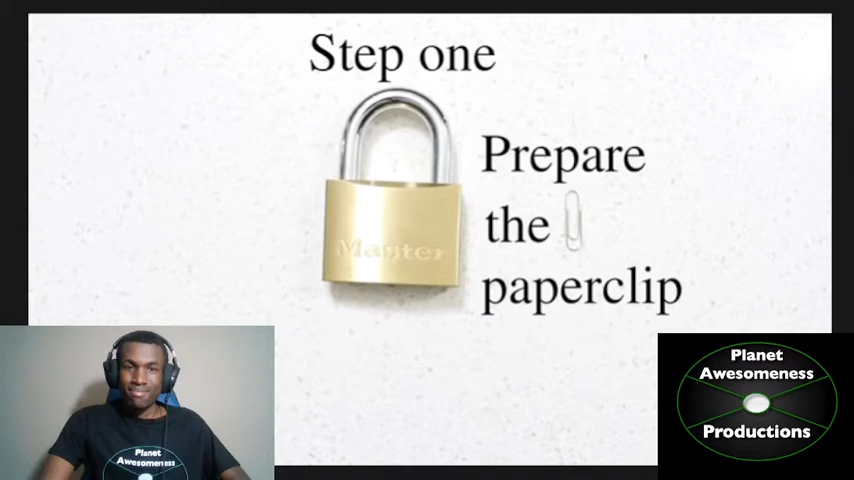 Step one
Master
Prepare
the
paperclip
Planet
Awesomeness
Productions
Planet
Awesomeness